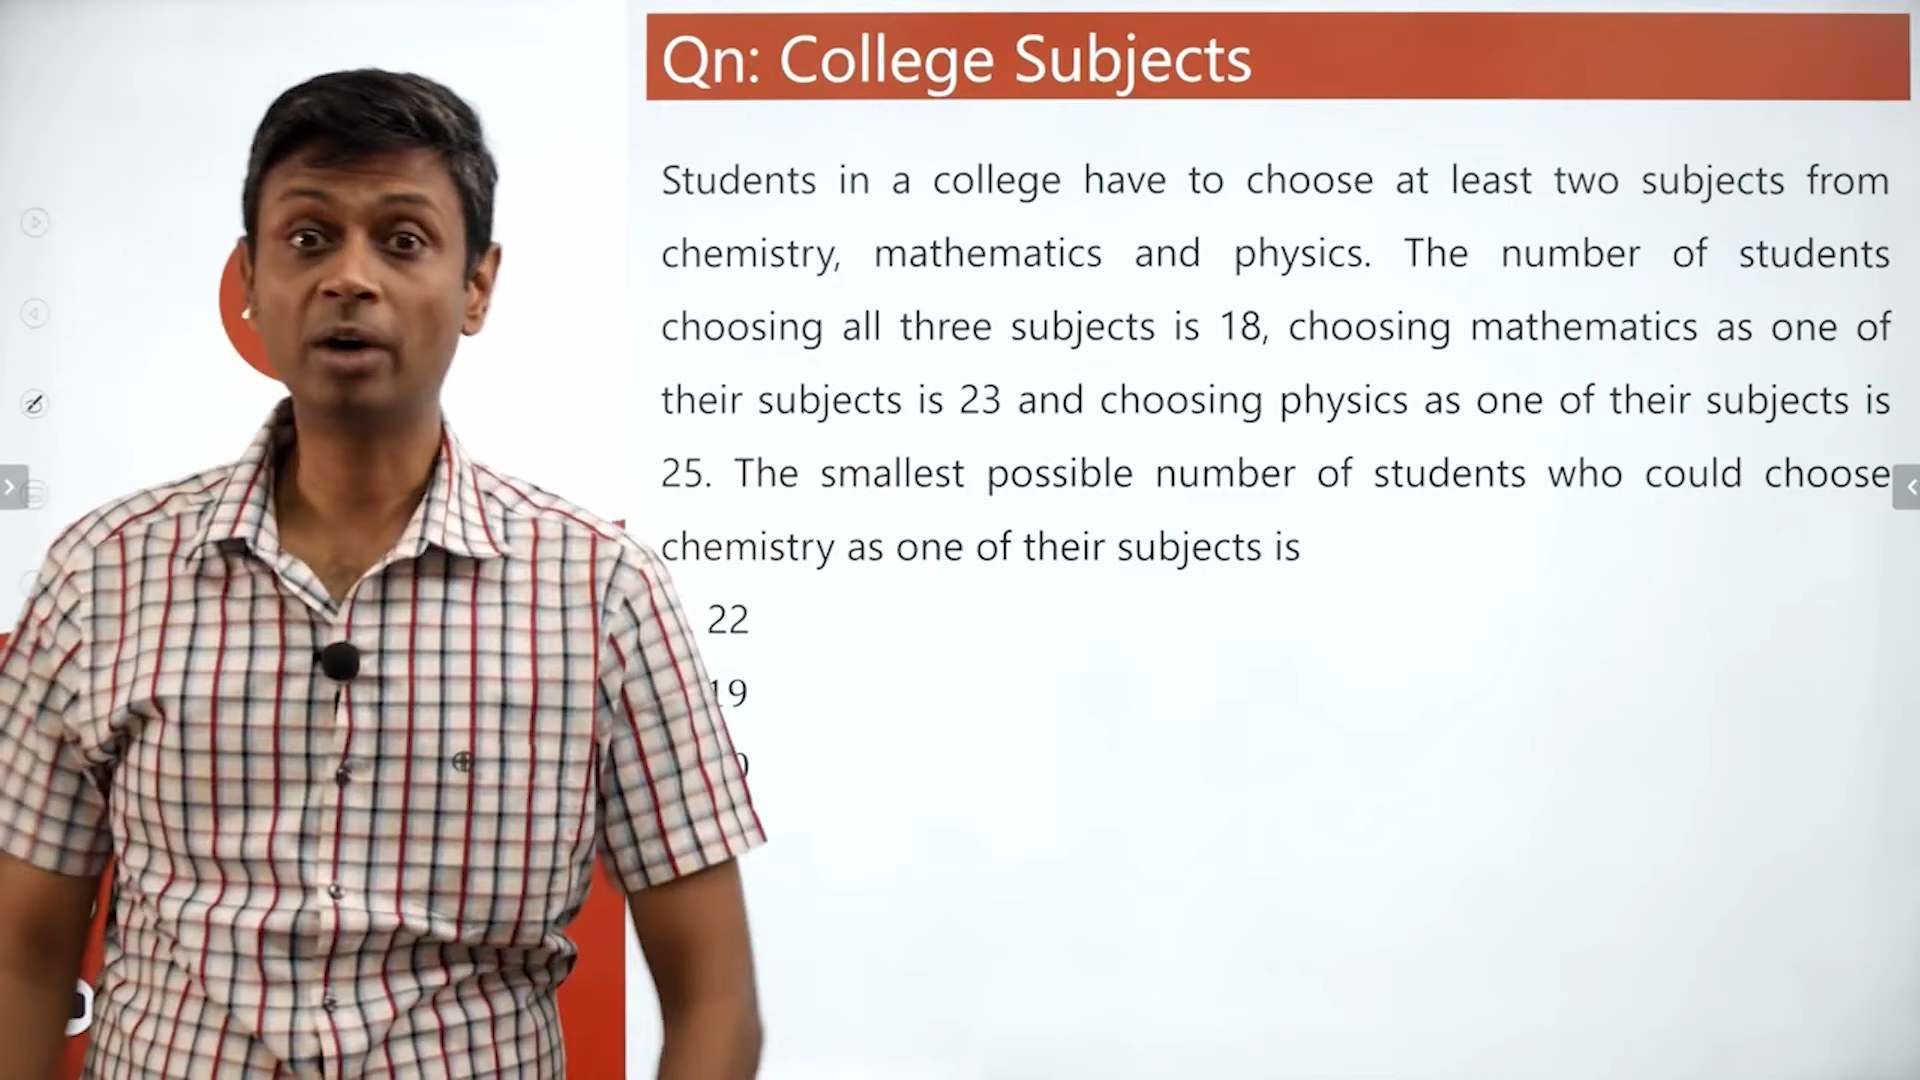 Qn: College Subjects
Students in a college have to choose at least two subjects from
chemistry, mathematics and physics. The number of students
choosing all three subjects is 18, choosing mathematics as one of
their subjects is 23 and choosing physics as one of their subjects is
25. The smallest possible number of students who could choose
chemistry as one of their subjects is
22
19